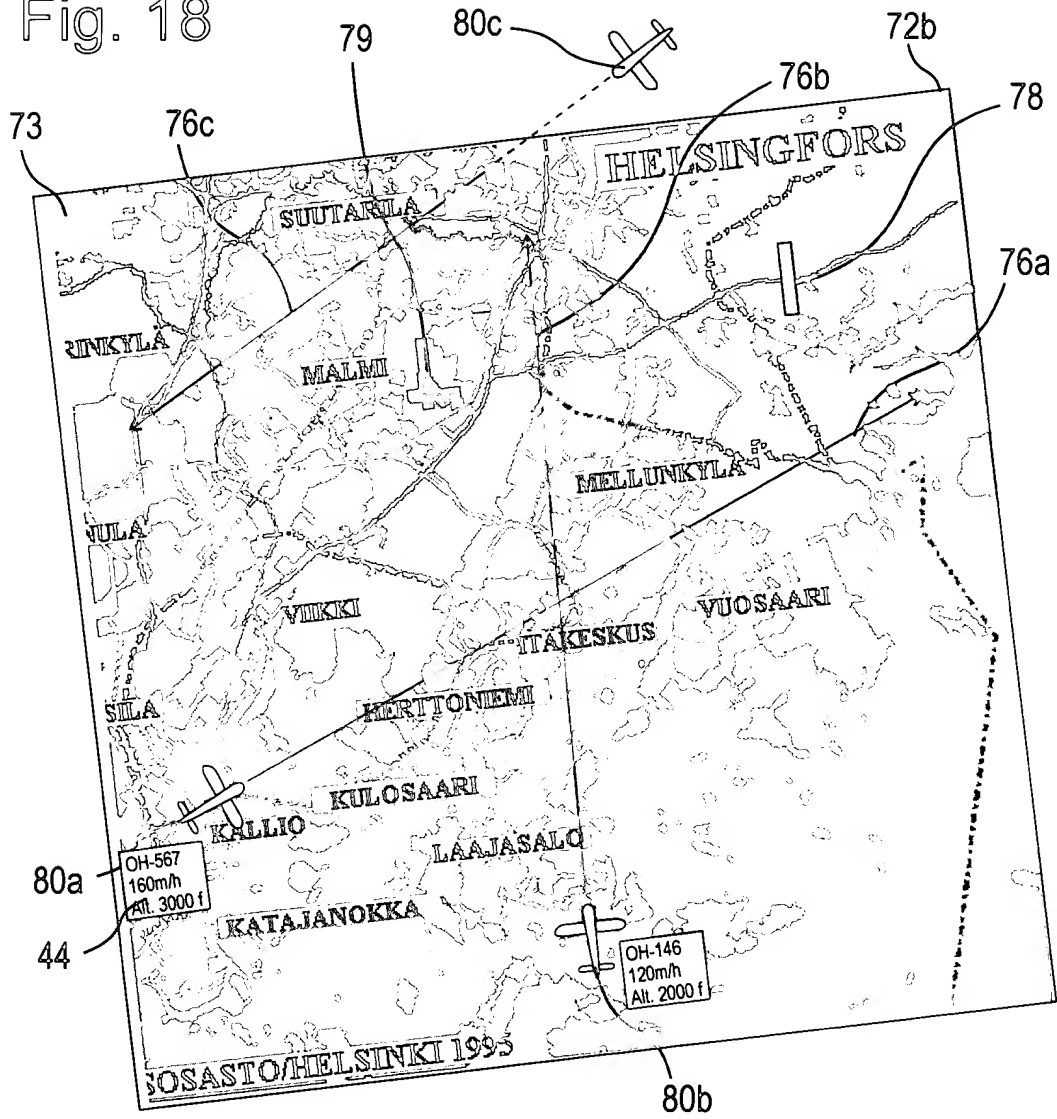 Fig. 18
80c
79
72b
73
76c
76b
78
HELSINGFORS
SUUTARILA
76a
RINKYLÄ
MALMI
MELLUNKYLÄ
NULA
VIIKKI
VUOSAARI
ITAKESKUS
SILA
HERTTONIEMI
KULOSAARI
KALLIO
LAAJASALO
80a
OH-567
160m/h
Alt. 3000 f
KATAJANOKKA
44
OH-146
120m/h
Alt. 2000 f
SOSASTO/HELSINKI 1995
80b